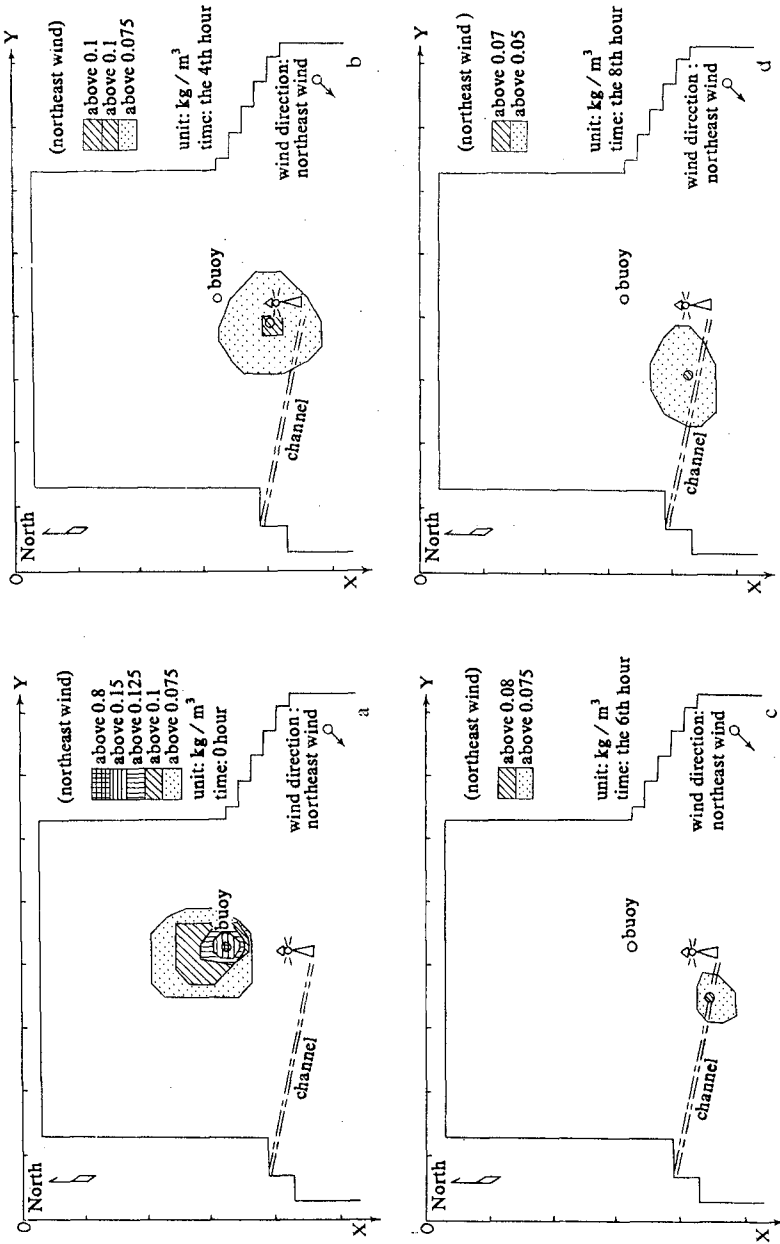 0
Y
X
North
(northeast wind)
above 0.8
above 0.15
above 0.125
above 0.1
above 0.075
unit: kg / m³
time: 0 hour
wind direction:
northeast wind
buoy
channel
a
0
Y
X
North
(northeast wind)
above 0.1
above 0.1
above 0.075
unit: kg / m³
time: the 4th hour
wind direction:
northeast wind
buoy
channel
b
0
Y
X
North
(northeast wind)
above 0.08
above 0.075
unit: kg / m³
time: the 6th hour
wind direction:
northeast wind
buoy
channel
c
0
Y
X
North
(northeast wind )
above 0.07
above 0.05
unit: kg / m³
time: the 8th hour
wind direction :
northeast wind
buoy
channel
d